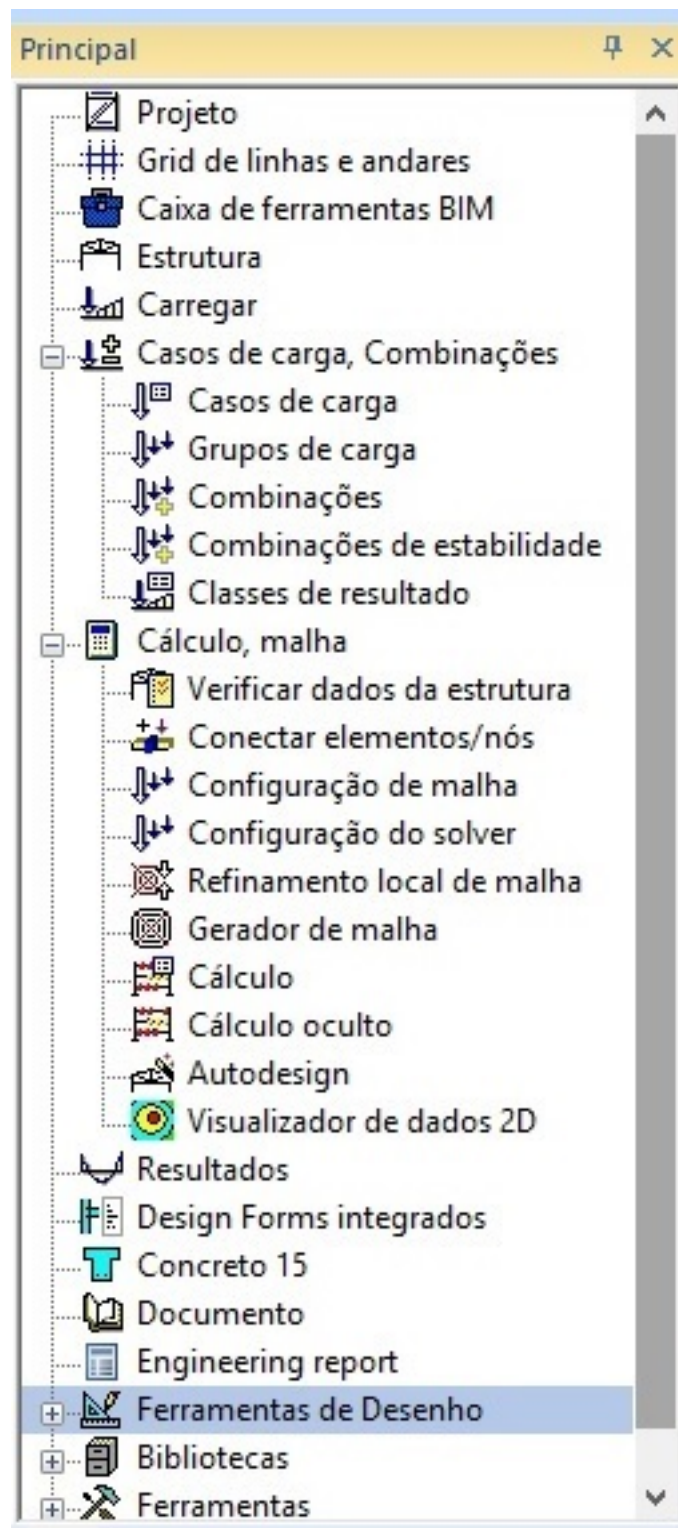 Principal
Projeto
Grid de linhas e andares
Caixa de ferramentas BIM
Estrutura
Carregar
Casos de carga, Combinações
Casos de carga
Grupos de carga
Combinações
Combinações de estabilidade
Classes de resultado
Cálculo, malha
Verificar dados da estrutura
Conectar elementos/nós
Configuração de malha
Configuração do solver
Refinamento local de malha
Gerador de malha
Cálculo
Cálculo oculto
Autodesign
Visualizador de dados 2D
Resultados
Design Forms integrados
Concreto 15
Documento
Engineering report
Ferramentas de Desenho
Bibliotecas
Ferramentas